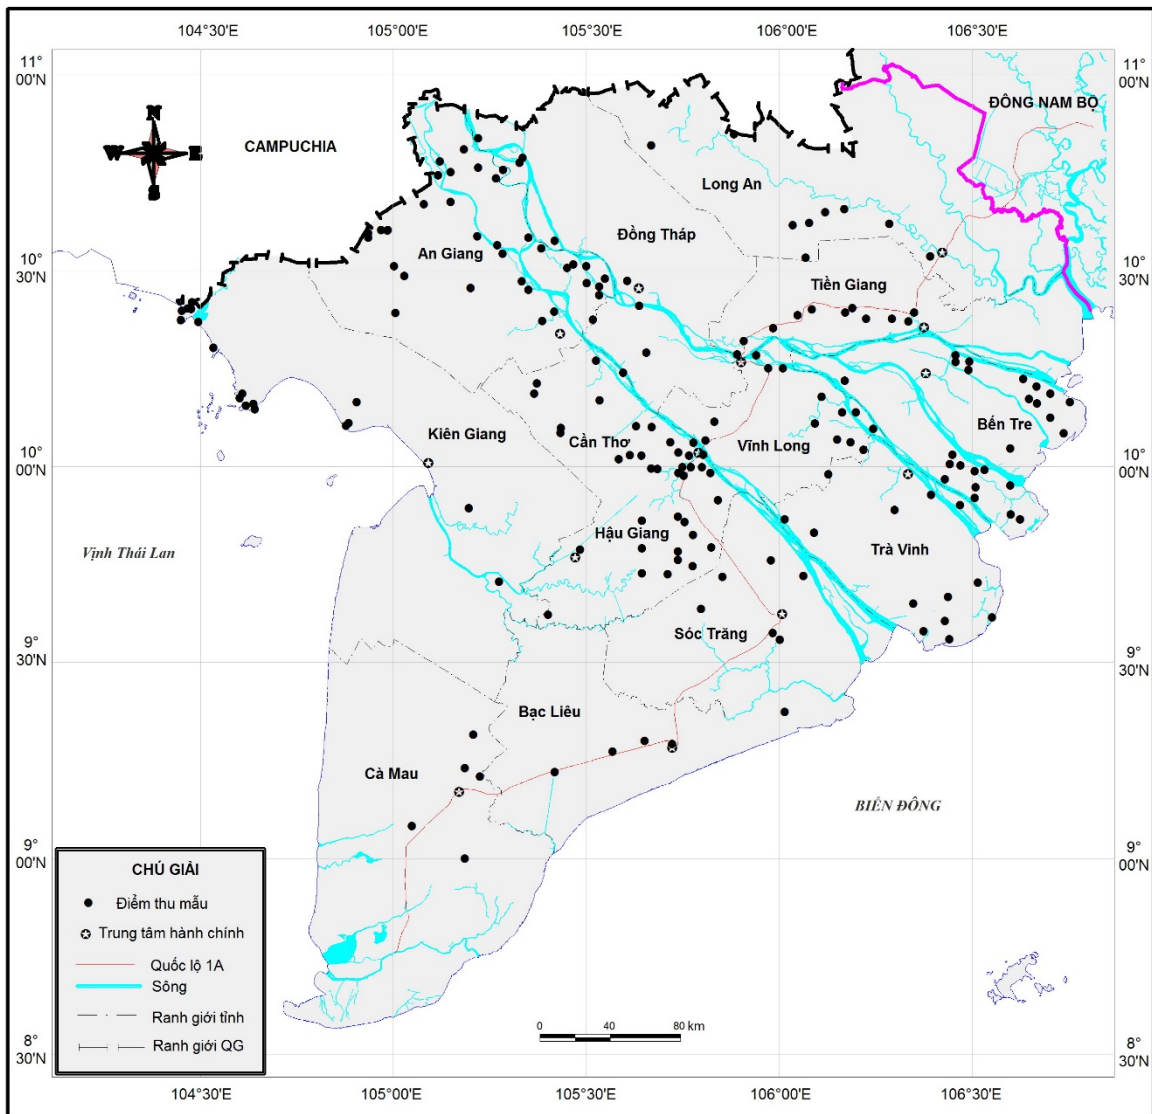 104°30'E 105°00'E 105°30'E 106°00'E 106°30'E
11°
00'N
11°
00'N
ĐÔNG NAM BỘ
N
W E
S
CAMPUCHIA
Long An
Đồng Tháp
An Giang
10°
30'N
10°
30'N
Tiền Giang
Bến Tre
Kiên Giang
Cần Thơ
Vĩnh Long
10°
00'N
10°
00'N
Hậu Giang
Vịnh Thái Lan
Trà Vinh
Sóc Trăng
9°
30'N
9°
30'N
Bạc Liêu
Cà Mau
BIỂN ĐÔNG
9°
00'N
9°
00'N
CHÚ GIẢI
Điểm thu mẫu
Trung tâm hành chính
Quốc lộ 1A
Sông
Ranh giới tỉnh
Ranh giới QG
0 40 80 km
8°
30'N
8°
30'N
104°30'E 105°00'E 105°30'E 106°00'E 106°30'E